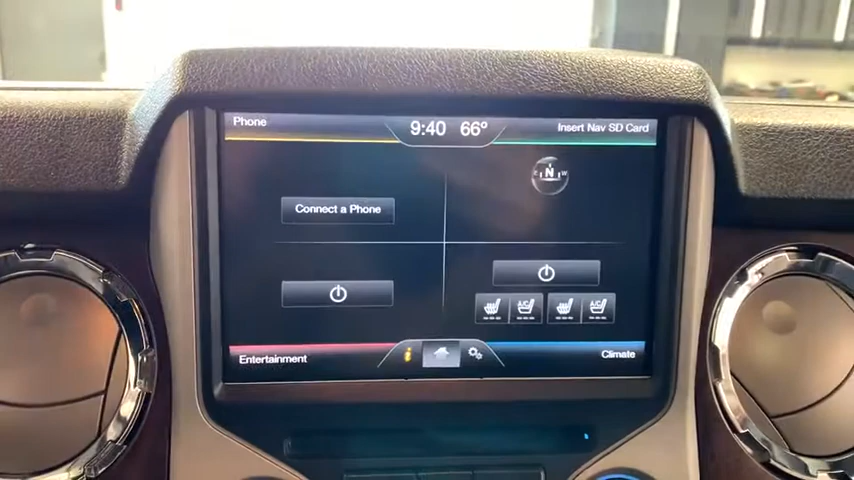 Phone
9:40 66°
Insert Nav SD Card
E N W
Connect a Phone
A/C A/C
Entertainment
i
Climate